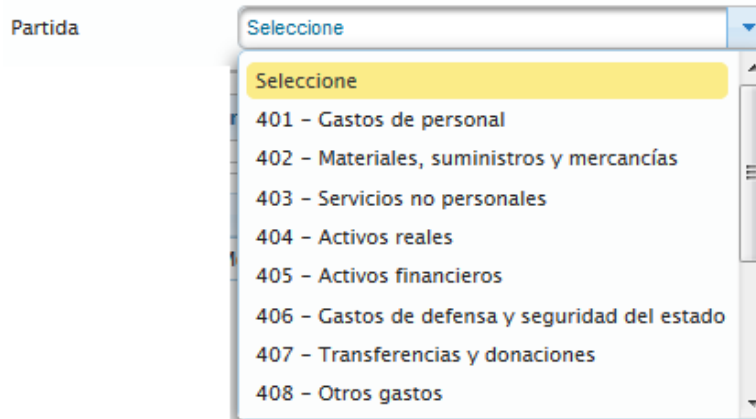 Partida
Seleccione
Seleccione
401 - Gastos de personal
402 - Materiales, suministros y mercancías
403 - Servicios no personales
404 - Activos reales
405 - Activos financieros
406 - Gastos de defensa y seguridad del estado
407 - Transferencias y donaciones
408 - Otros gastos